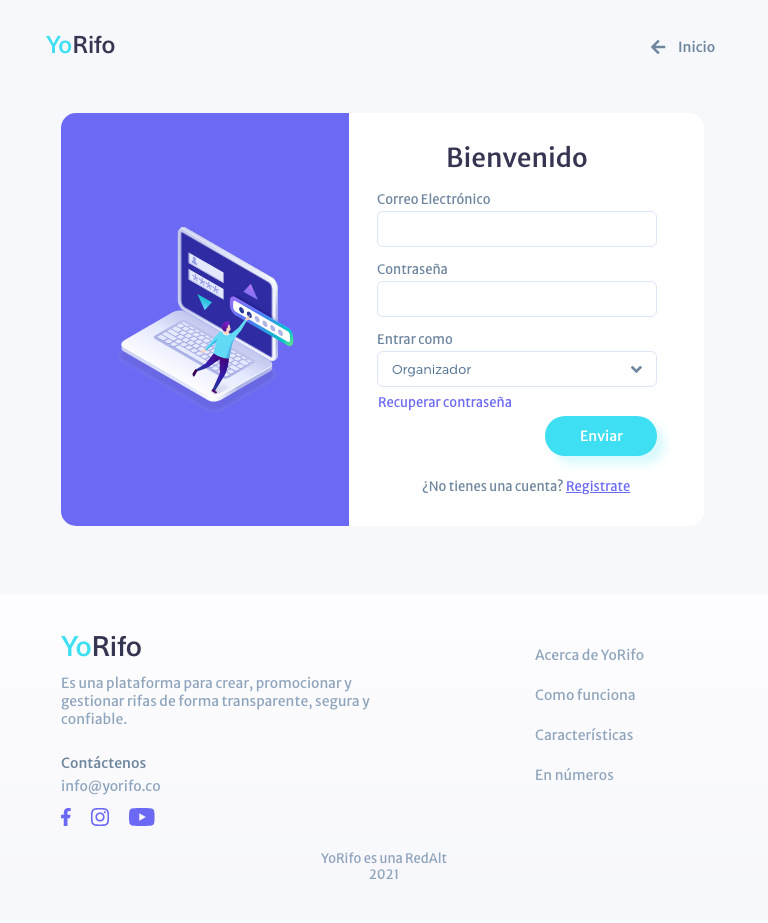 YoRifo
Inicio
Bienvenido
Correo Electrónico
Contraseña
Entrar como
Organizador
Recuperar contraseña
Enviar
¿No tienes una cuenta? Registrate
YoRifo
Es una plataforma para crear, promocionar y
gestionar rifas de forma transparente, segura y
confiable.
Contáctenos
info@yorifo.co
Acerca de YoRifo
Como funciona
Características
En números
YoRifo es una RedAlt
2021